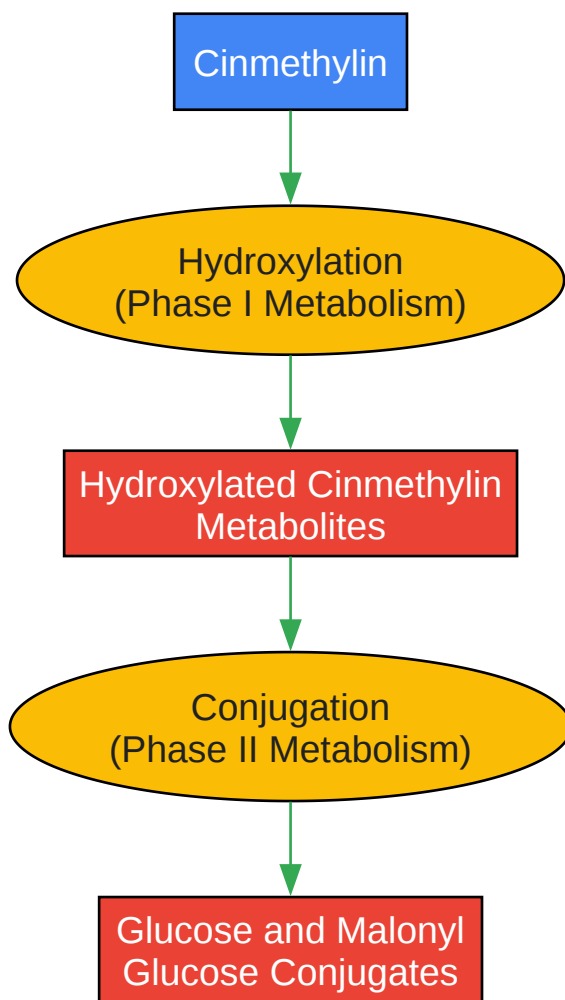 Cinmethylin
Hydroxylation
(Phase I Metabolism)
Hydroxylated Cinmethylin
Metabolites
Conjugation
(Phase II Metabolism)
Glucose and Malonyl
Glucose Conjugates